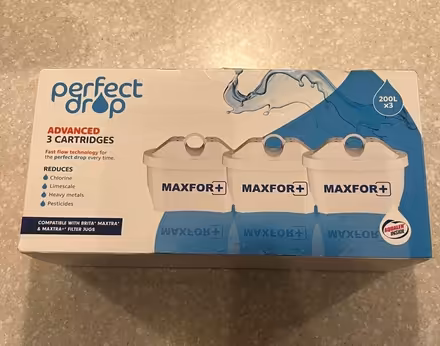 perfect
drop
200L
x3
ADVANCED
3 CARTRIDGES
Fast flow technology for
the perfect drop every time.
REDUCES
Chlorine
Limescale
Heavy metals
Pesticides
MAXFOR+
MAXFOR+
MAXFOR+
COMPATIBLE WITH BRITA* MAXTRA*
& MAXTRA+* FILTER JUGS